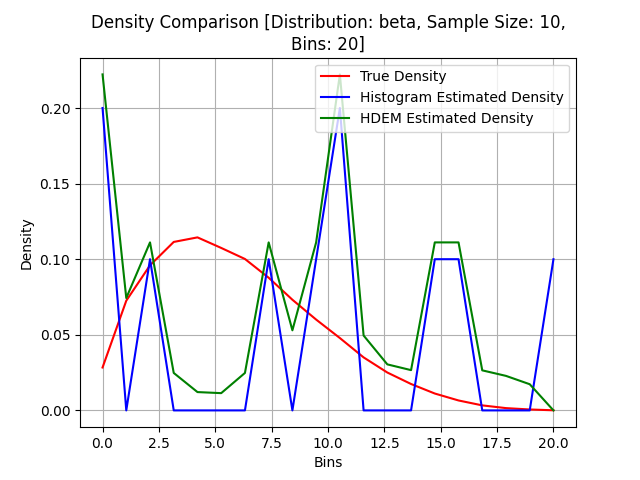 Density Comparison [Distribution: beta, Sample Size: 10,
Bins: 20]
True Density
Histogram Estimated Density
HDEM Estimated Density
Density
0.20
0.15
0.10
0.05
0.00
0.0 2.5 5.0 7.5 10.0 12.5 15.0 17.5 20.0
Bins